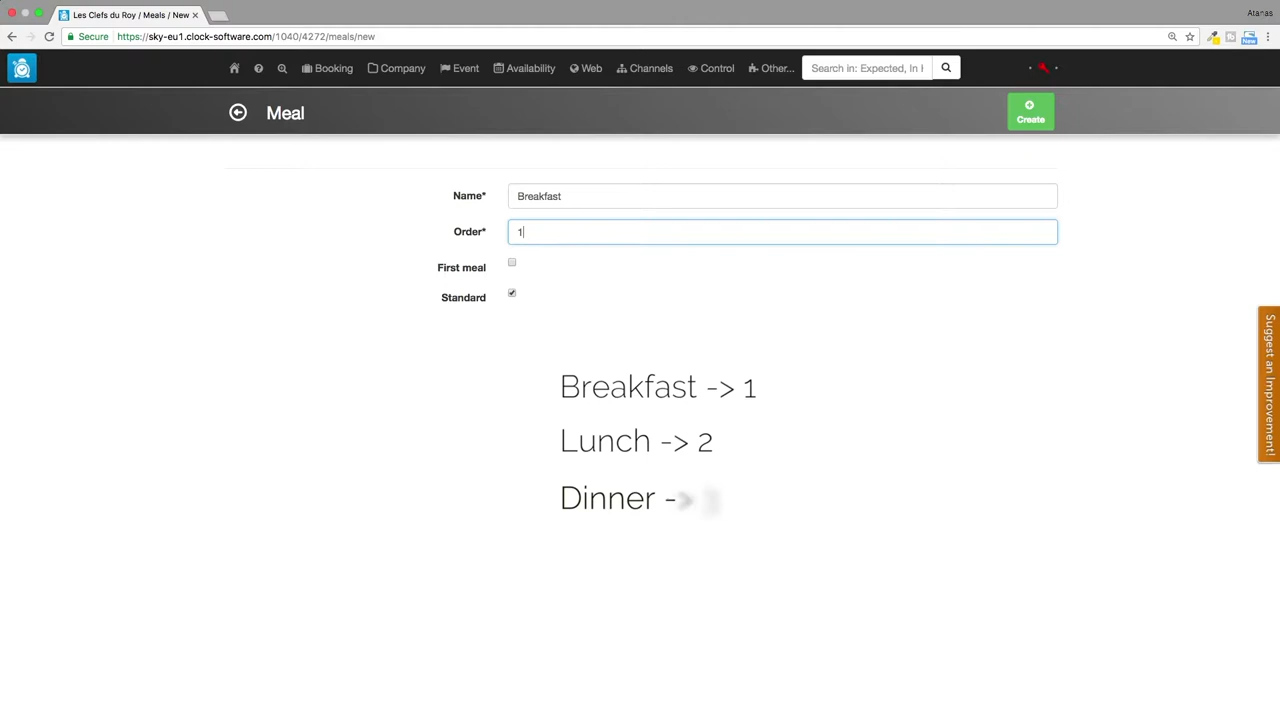 Les Clefs du Roy / Meals / New
Atanas
Secure https://sky-eu1.clock-software.com/1040/4272/meals/new
New
Booking Company Event Availability Web Channels Control Other...
Search in: Expected, In
Meal
Create
Name* Breakfast
Order* 1
First meal
Standard
Suggest an Improvement!
Breakfast -> 1
Lunch -> 2
Dinner ->